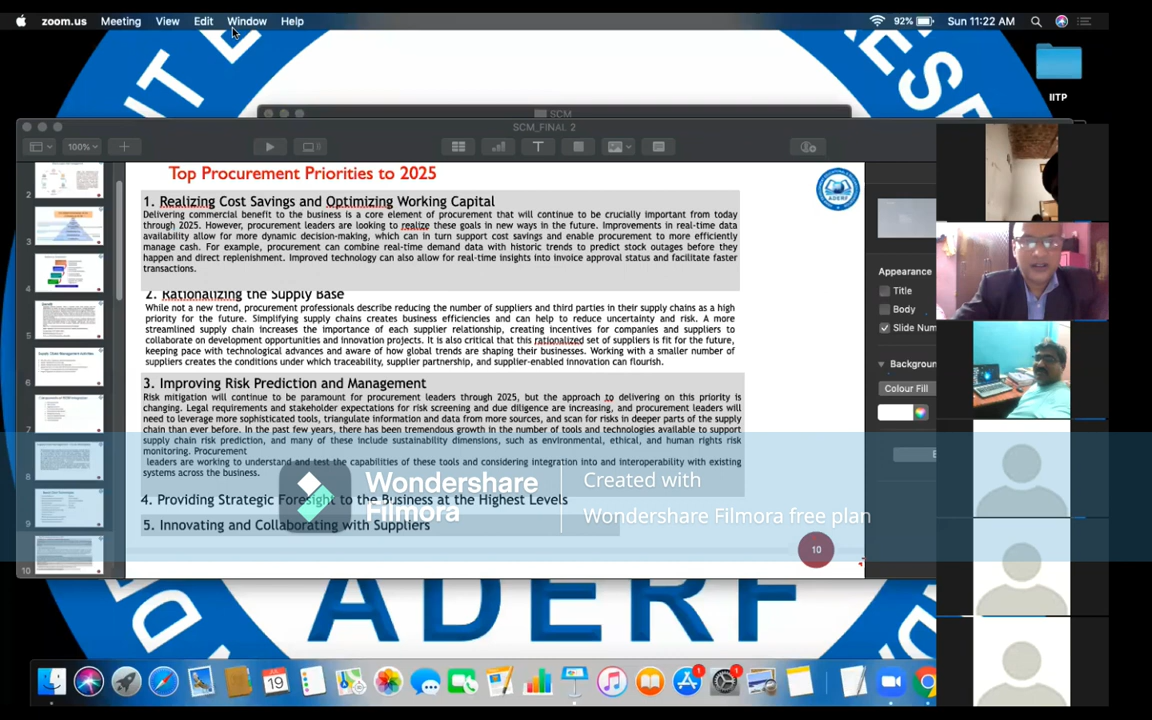 zoom.us Meeting View Edit Window Help
92% Sun 11:22 AM
IITP
SCM
SCM_FINAL 2
100%
Top Procurement Priorities to 2025
ADERF
1. Realizing Cost Savings and Optimizing Working Capital
Delivering commercial benefit to the business is a core element of procurement that will continue to be crucially important from today
through 2025. However, procurement leaders are looking to realize these goals in new ways in the future. Improvements in real-time data
availability allow for more dynamic decision-making, which can in turn support cost savings and enable procurement to more efficiently
manage cash. For example, procurement can combine real-time demand data with historic trends to predict stock outages before they
happen and direct replenishment. Improved technology can also allow for real-time insights into invoice approval status and facilitate faster
transactions.
2. Rationalizing the Supply Base
While not a new trend, procurement professionals describe reducing the number of suppliers and third parties in their supply chains as a high
priority for the future. Simplifying supply chains creates business efficiencies and can help to reduce uncertainty and risk. A more
streamlined supply chain increases the importance of each supplier relationship, creating incentives for companies and suppliers to
collaborate on development opportunities and innovation projects. It is also critical that this rationalized set of suppliers is fit for the future,
keeping pace with technological advances and aware of how global trends are shaping their businesses. Working with a smaller number of
suppliers creates the conditions under which traceability, supplier partnership, and supplier-enabled innovation can flourish.
3. Improving Risk Prediction and Management
Risk mitigation will continue to be paramount for procurement leaders through 2025, but the approach to delivering on this priority is
changing. Legal requirements and stakeholder expectations for risk screening and due diligence are increasing, and procurement leaders will
need to leverage more sophisticated tools, triangulate information and data from more sources, and scan for risks in deeper parts of the supply
chain than ever before. In the past few years, there has been tremendous growth in the number of tools and technologies available to support
supply chain risk prediction, and many of these include sustainability dimensions, such as environmental, ethical, and human rights risk
monitoring. Procurement
leaders are working to understand and test the capabilities of these tools and considering integration into and interoperability with existing
systems across the business.
4. Providing Strategic Foresight to the Business at the Highest Levels
5. Innovating and Collaborating with Suppliers
10
Appearance
Title
Body
Slide Num
Backgroun
Colour Fill
2
3
4
5
6
7
8
9
10
Wondershare
Filmora
Created with
Wondershare Filmora free plan
ADERF
JUL
19
1
1